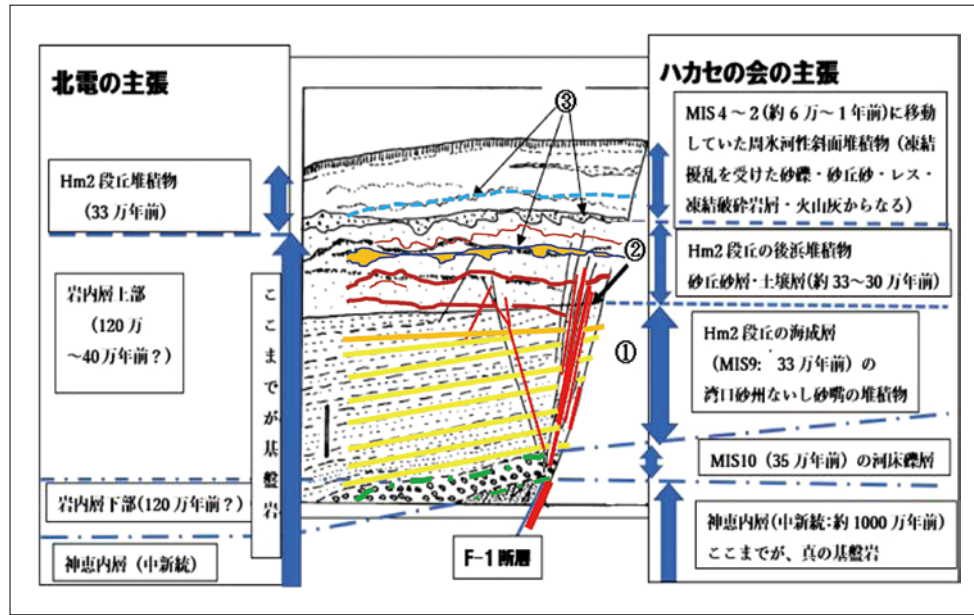 北電の主張
Hm2 段丘堆積物
(33 万年前)
岩内層上部
(120 万
～40 万年前？)
ここまでが基盤岩
岩内層下部(120 万年前？)
神恵内層（中新統）
③
②
①
F-1 断層
ハカセの会の主張
MIS4～2(約 6 万～1 年前)に移動
していた周氷河性斜面堆積物（凍結
擾乱を受けた砂礫・砂丘砂・レス・
凍結破砕岩層・火山灰からなる）
Hm2 段丘の後浜堆積物
砂丘砂層・土壌層(約 33～30 万年前)
Hm2 段丘の海成層
(MIS9: 33 万年前）の
湾口砂州ないし砂嘴の堆積物
MIS10（35 万年前）の河床礫層
神恵内層(中新統:約 1000 万年前)
ここまでが、真の基盤岩